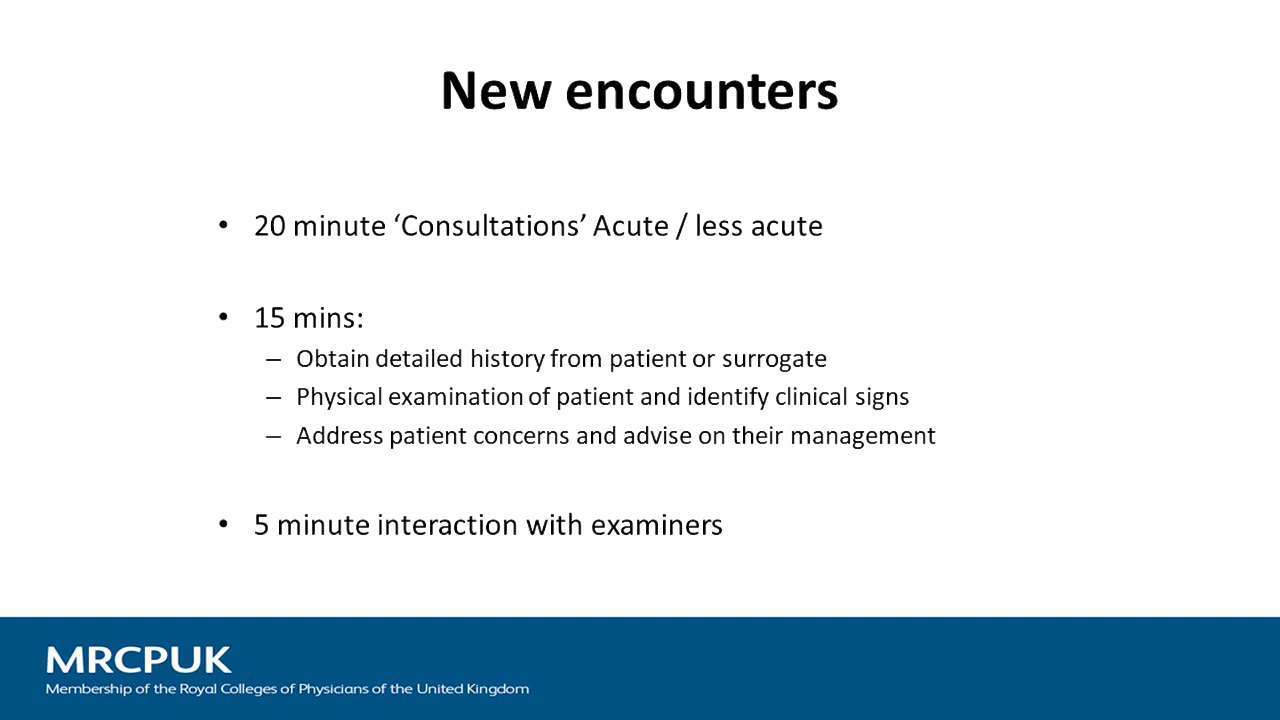 New encounters
• 20 minute ‘Consultations’ Acute / less acute
• 15 mins:
– Obtain detailed history from patient or surrogate
– Physical examination of patient and identify clinical signs
– Address patient concerns and advise on their management
• 5 minute interaction with examiners
MRCPUK
Membership of the Royal Colleges of Physicians of the United Kingdom